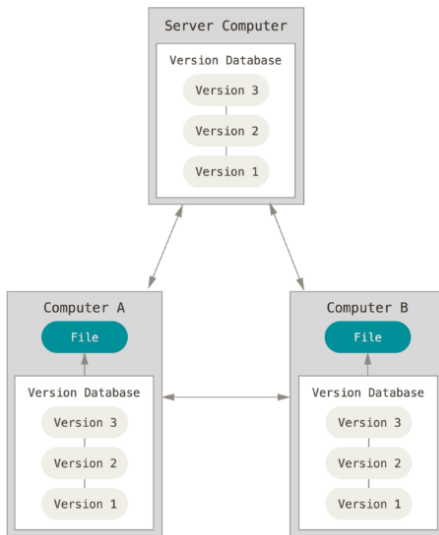 Server Computer
Version Database
Version 3
Version 2
Version 1
Computer A
File
Version Database
Version 3
Version 2
Version 1
Computer B
File
Version Database
Version 3
Version 2
Version 1